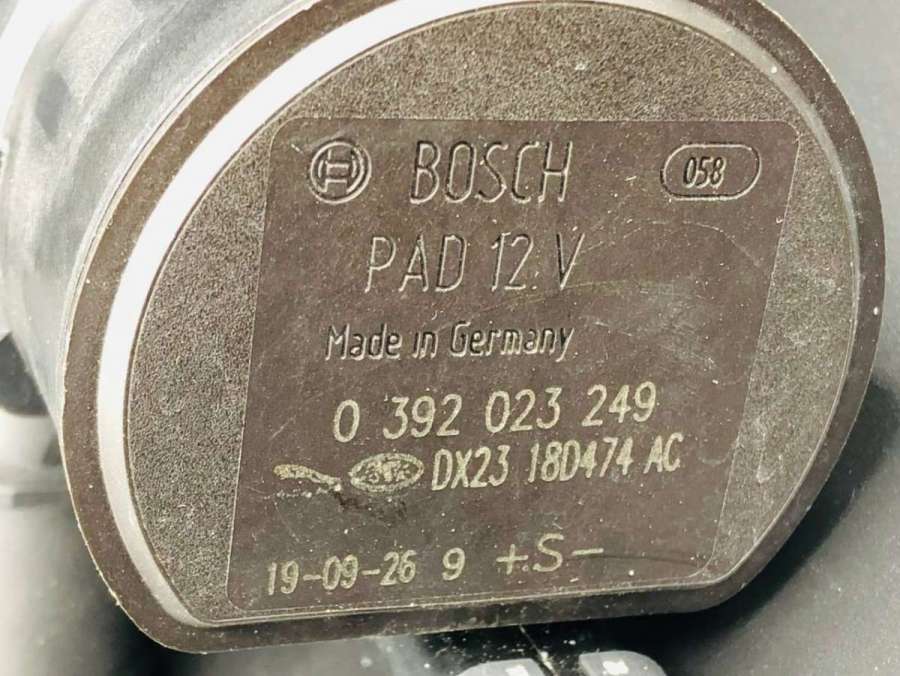 BOSCH 058
PAD 12 V
Made in Germany
0 392 023 249
DX23 18D474 AC
19-09-26 9 +S-